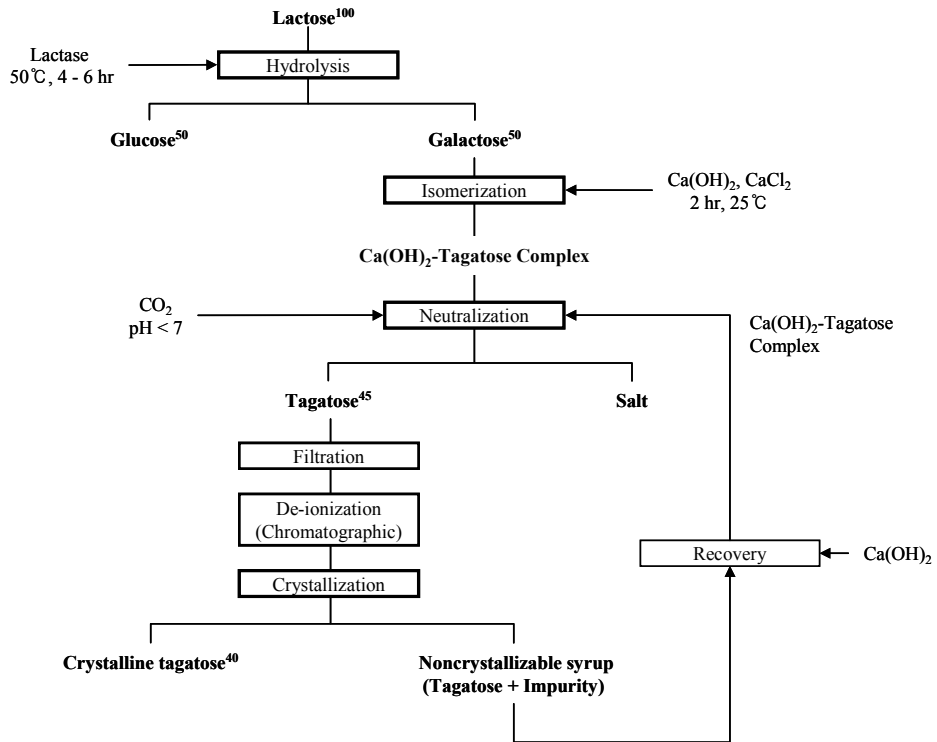 Lactose¹⁰⁰
Lactase
50℃, 4 - 6 hr
Hydrolysis
Glucose⁵⁰
Galactose⁵⁰
Isomerization
Ca(OH)₂, CaCl₂
2 hr, 25℃
Ca(OH)₂-Tagatose Complex
CO₂
pH < 7
Neutralization
Ca(OH)₂-Tagatose
Complex
Tagatose⁴⁵
Salt
Filtration
De-ionization
(Chromatographic)
Recovery
Ca(OH)₂
Crystallization
Crystalline tagatose⁴⁰
Noncrystallizable syrup
(Tagatose + Impurity)